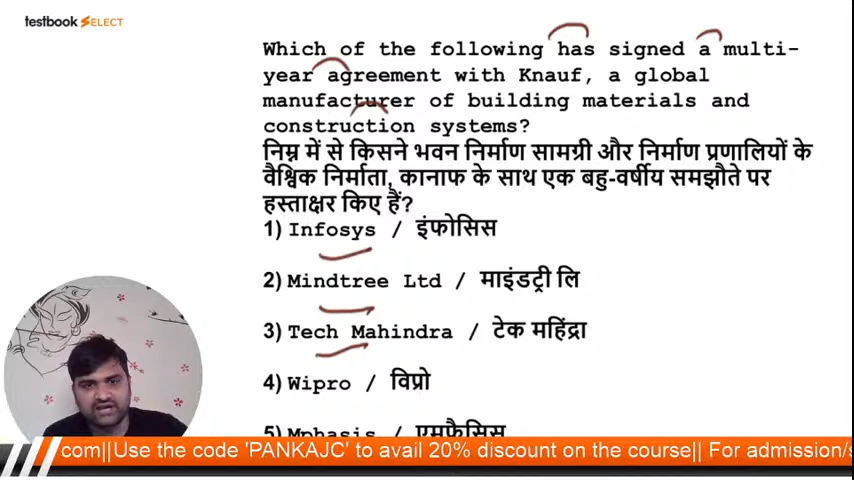 testbook SELECT
Which of the following has signed a multi-
year agreement with Knauf, a global
manufacturer of building materials and
construction systems?
निम्न में से किसने भवन निर्माण सामग्री और निर्माण प्रणालियों के
वैश्विक निर्माता, कानाफ के साथ एक बहु-वर्षीय समझौते पर
हस्ताक्षर किए हैं?
1) Infosys / इंफोसिस
2) Mindtree Ltd / माइंडट्री लि
3) Tech Mahindra / टेक महिंद्रा
4) Wipro / विप्रो
5) Mphasis / एमफैसिस
com||Use the code 'PANKAJC' to avail 20% discount on the course|| For admission/s